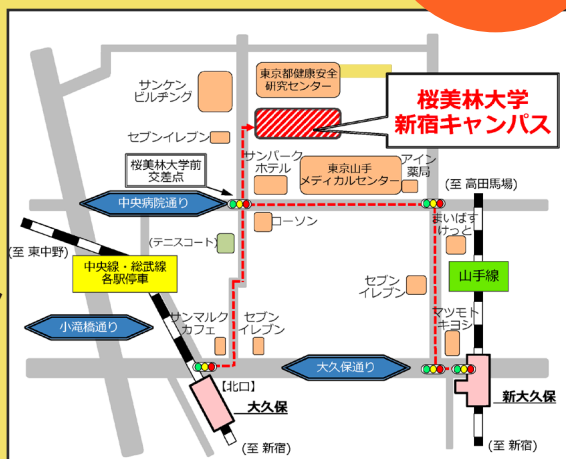 サンケン
ビルヂング
東京都健康安全
研究センター
桜美林大学
新宿キャンパス
セブンイレブン
桜美林大学前
交差点
サンパーク
ホテル
東京山手
メディカルセンター
アイン
薬局
(至 高田馬場)
中央病院通り
ローソン
まいばす
けっと
(テニスコート)
(至 東中野)
中央線・総武線
各駅停車
セブン
イレブン
山手線
小滝橋通り
サンマルク
カフェ
セブン
イレブン
マツモト
キヨシ
大久保通り
【北口】
大久保
新大久保
(至 新宿)
(至 新宿)